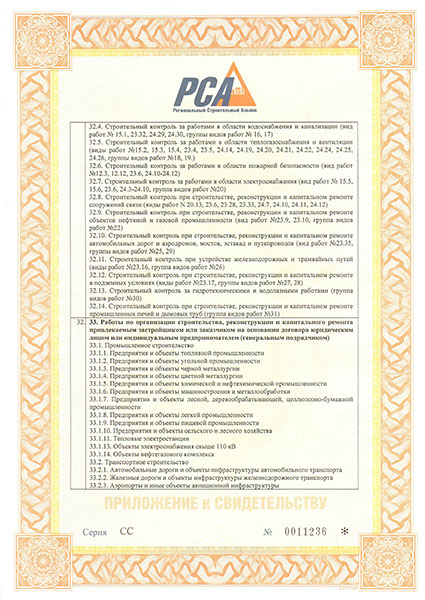 РСА
Региональный Строительный Альянс
32.4. Строительный контроль за работами в области водоснабжения и канализации (вид
работ № 15.1, 23.32, 24.29, 24.30, группы видов работ № 16, 17)
32.5. Строительный контроль за работами в области теплогазоснабжения и вентиляции
(виды работ №15.2, 15.3, 15.4, 23.4, 23.5, 24.14, 24.19, 24.20, 24.21, 24.22, 24.24, 24.25,
24.26, группы видов работ №18, 19.)
32.6. Строительный контроль за работами в области пожарной безопасности (вид работ
№12.3, 12.12, 23.6, 24.10-24.12)
32.7. Строительный контроль за работами в области электроснабжения (вид работ № 15.5,
15.6, 23.6, 24.3-24.10, группы видов работ №20)
32.8. Строительный контроль при строительстве, реконструкции и капитальном ремонте
сооружений связи (виды работ № 20.13, 23.6, 23.28, 23.33, 24.7, 24.10, 24.11, 24.12)
32.9. Строительный контроль при строительстве, реконструкции и капитальном ремонте
объектов нефтяной и газовой промышленности (вид работ №23.9, 23.10, группа видов
работ №22)
32.10. Строительный контроль при строительстве, реконструкции и капитальном ремонте
автомобильных дорог и аэродромов, мостов, эстакад и путепроводов (вид работ №23.35,
группы видов работ №25, 29)
32.11. Строительный контроль при устройстве железнодорожных и трамвайных путей
(виды работ №23.16, группы видов работ №26)
32.12. Строительный контроль при строительстве, реконструкции и капитальном ремонте
в подземных условиях (виды работ №23.17, группы видов работ №27, 28)
32.13. Строительный контроль за гидротехническими и водолазными работами (группа
видов работ №30)
32.14. Строительный контроль при строительстве, реконструкции и капитальном ремонте
промышленных печей и дымовых труб (группа видов работ №31)
32. 33. Работы по организации строительства, реконструкции и капитального ремонта
привлекаемым застройщиком или заказчиком на основании договора юридическим
лицом или индивидуальным предпринимателем (генеральным подрядчиком)
33.1. Промышленное строительство
33.1.1. Предприятия и объекты топливной промышленности
33.1.2. Предприятия и объекты угольной промышленности
33.1.3. Предприятия и объекты черной металлургии
33.1.4. Предприятия и объекты цветной металлургии
33.1.5. Предприятия и объекты химической и нефтехимической промышленности
33.1.6. Предприятия и объекты машиностроения и металлообработки
33.1.7. Предприятия и объекты лесной, деревообрабатывающей, целлюлозно-бумажной
промышленности
33.1.8. Предприятия и объекты легкой промышленности
33.1.9. Предприятия и объекты пищевой промышленности
33.1.10. Предприятия и объекты сельского и лесного хозяйства
33.1.11. Тепловые электростанции
33.1.13. Объекты электроснабжения свыше 110 кВ
33.1.14. Объекты нефтегазового комплекса
33.2. Транспортное строительство
33.2.1. Автомобильные дороги и объекты инфраструктуры автомобильного транспорта
33.2.2. Железные дороги и объекты инфраструктуры железнодорожного транспорта
33.2.3. Аэропорты и иные объекты авиационной инфраструктуры
ПРИЛОЖЕНИЕ к СВИДЕТЕЛЬСТВУ
Серия СС № 0011236 *